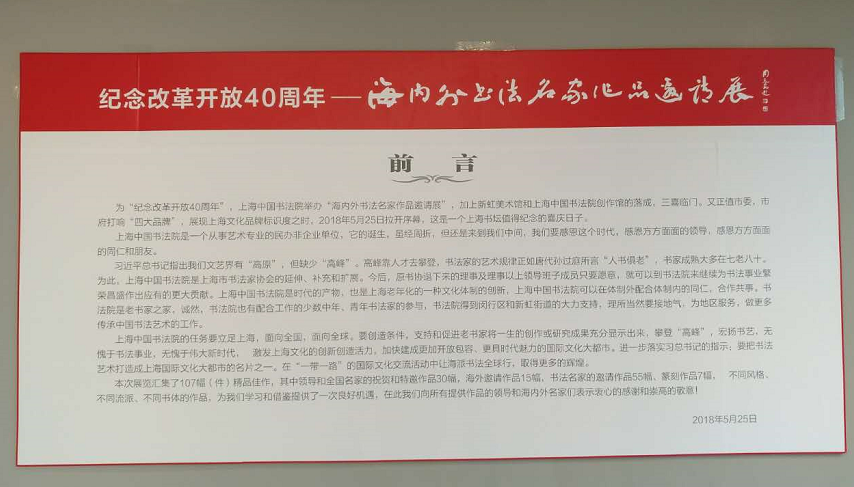 纪念改革开放40周年—海内外书法名家作品邀请展
前 言
为“纪念改革开放40周年”，上海中国书法院举办“海内外书法名家作品邀请展”，加上新虹美术馆和上海中国书法院创作馆的落成，三喜临门。又正值市委，市
府打响“四大品牌”，展现上海文化品牌标识度之时，2018年5月25日拉开序幕，这是一个上海书坛值得纪念的喜庆日子。
上海中国书法院是一个从事艺术专业的民办非企业单位，它的诞生，虽经周折，但还是来到我们中间，我们要感恩这个时代，感恩方方面面的领导，感恩方方面面
的同仁和朋友。
习近平总书记指出我们文艺界有“高原”，但缺少“高峰”。高峰靠人才去攀登，书法家的艺术规律正如唐代孙过庭所言“人书俱老”，书家成熟大多在七老八十。
为此，上海中国书法院是上海市书法家协会的延伸、补充和扩展。今后，原书协退下来的理事及理事以上领导班子成员只要愿意，就可以到书法院来继续为书法事业繁
荣昌盛作出应有的更大贡献。上海中国书法院是时代的产物，也是上海老年化的一种文化体制的创新，上海中国书法院可以在体制外配合体制内的同仁，合作共事。书法
院是老书家之家，诚然，书法院也有配合工作的少数中年、青年书法家的参与，书法院得到闵行区和新虹街道的大力支持，理所当然要接地气，为地区服务，做更多
传承中国书法艺术的工作。
上海中国书法院的任务要立足上海，面向全国，面向全球。要创造条件，支持和促进老书家将一生的创作或研究成果充分显示出来，攀登“高峰”，宏扬书艺，无
愧于书法事业，无愧于伟大新时代、 激发上海文化的创新创造活力，加快建成更加开放包容、更具时代魅力的国际文化大都市。进一步落实习总书记的指示：要把书法
艺术打造成上海国际文化大都市的名片之一。在“一带一路”的国际文化交流活动中让海派书法全球行，取得更多的辉煌。
本次展览汇集了107幅（件）精品佳作，其中领导和全国名家的祝贺和特邀作品30幅，海外邀请作品15幅，书法名家的邀请作品55幅，篆刻作品7幅， 不同风格、
不同流派、不同书体的作品，为我们学习和借鉴提供了一次良好机遇，在此我们向所有提供作品的领导和海内外名家们表示衷心的感谢和崇高的敬意！
2018年5月25日